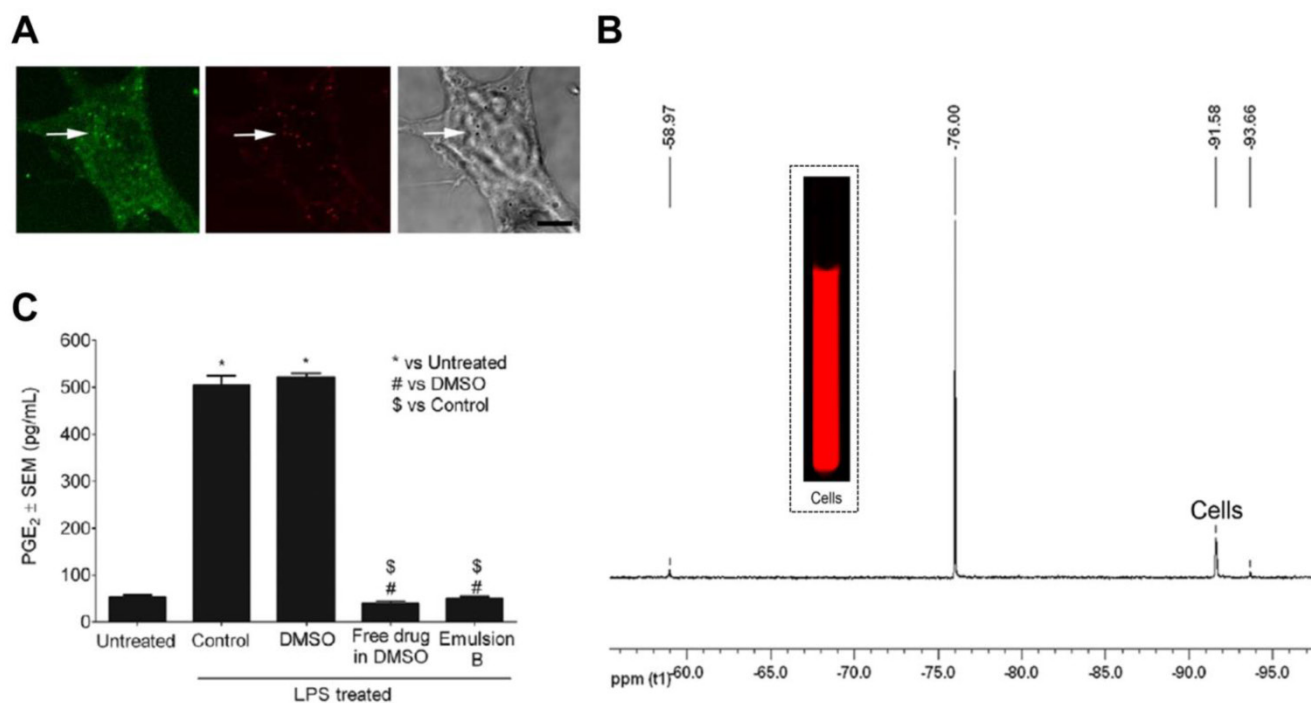 A
B
-58.97
-76.00
-91.58
-93.66
Cells
Cells
ppm (t1)
-60.0
-65.0
-70.0
-75.0
-80.0
-85.0
-90.0
-95.0
C
PGE₂ ± SEM (pg/mL)
600
500
400
300
200
100
0
* vs Untreated
# vs DMSO
$ vs Control
*
*
$
#
$
#
Untreated
Control
DMSO
Free drug
in DMSO
Emulsion
B
LPS treated